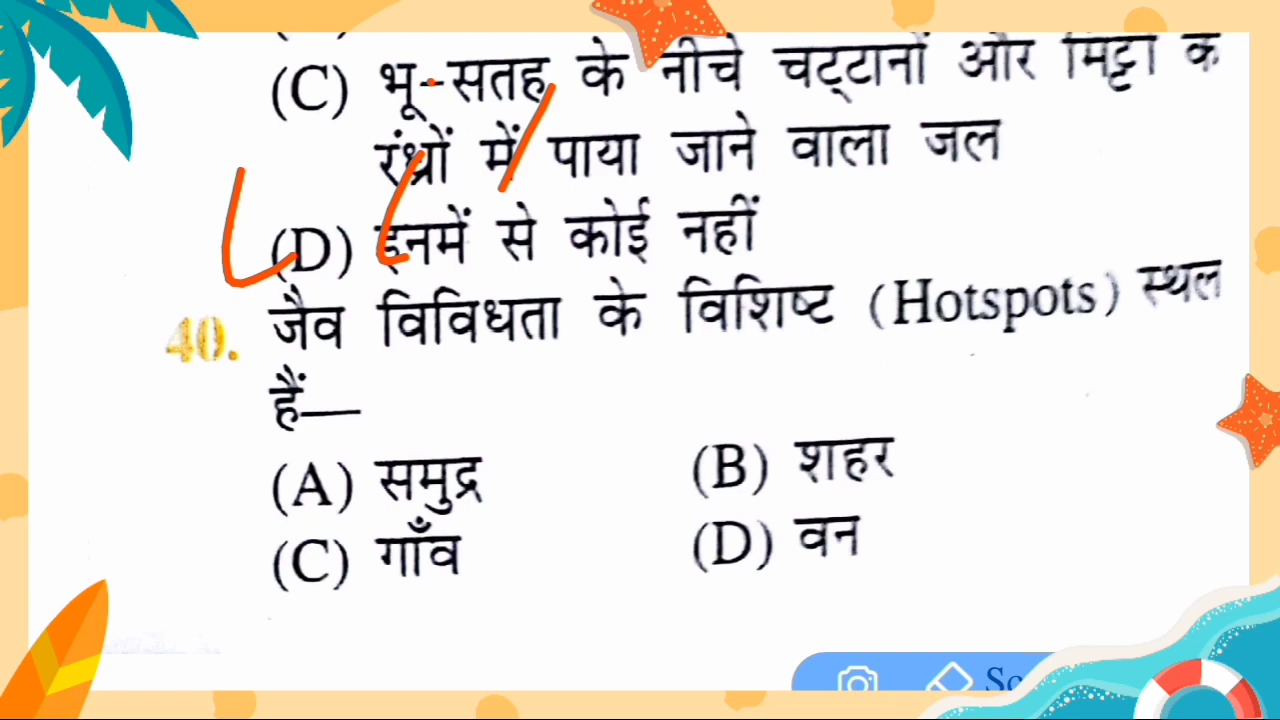 (C) भू-सतह के नीचे चट्टानों और मिट्टी के
रंध्रों में पाया जाने वाला जल
(D) इनमें से कोई नहीं
40. जैव विविधता के विशिष्ट (Hotspots) स्थल
हैं—
(A) समुद्र (B) शहर
(C) गाँव (D) वन